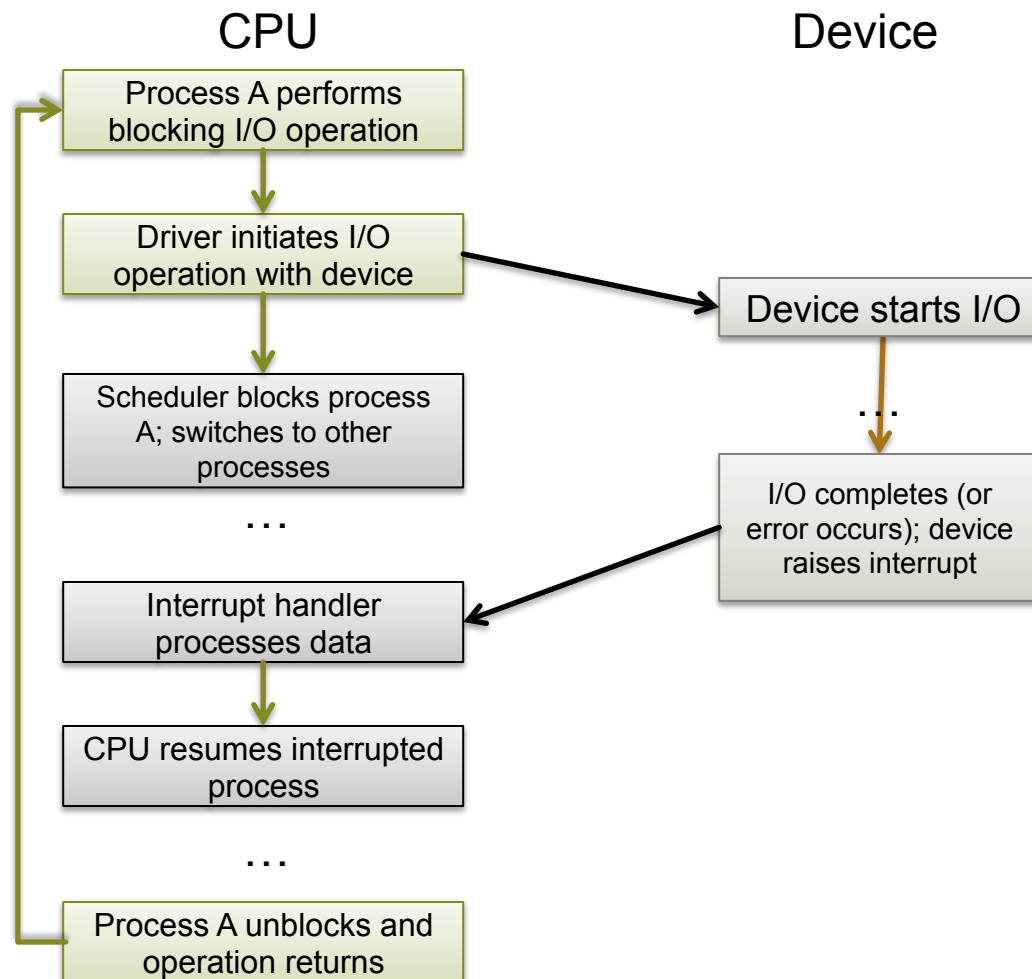 CPU
Device
Process A performs
blocking I/O operation
Driver initiates I/O
operation with device
Device starts I/O
Scheduler blocks process
A; switches to other
processes
...
...
I/O completes (or
error occurs); device
raises interrupt
Interrupt handler
processes data
CPU resumes interrupted
process
...
Process A unblocks and
operation returns